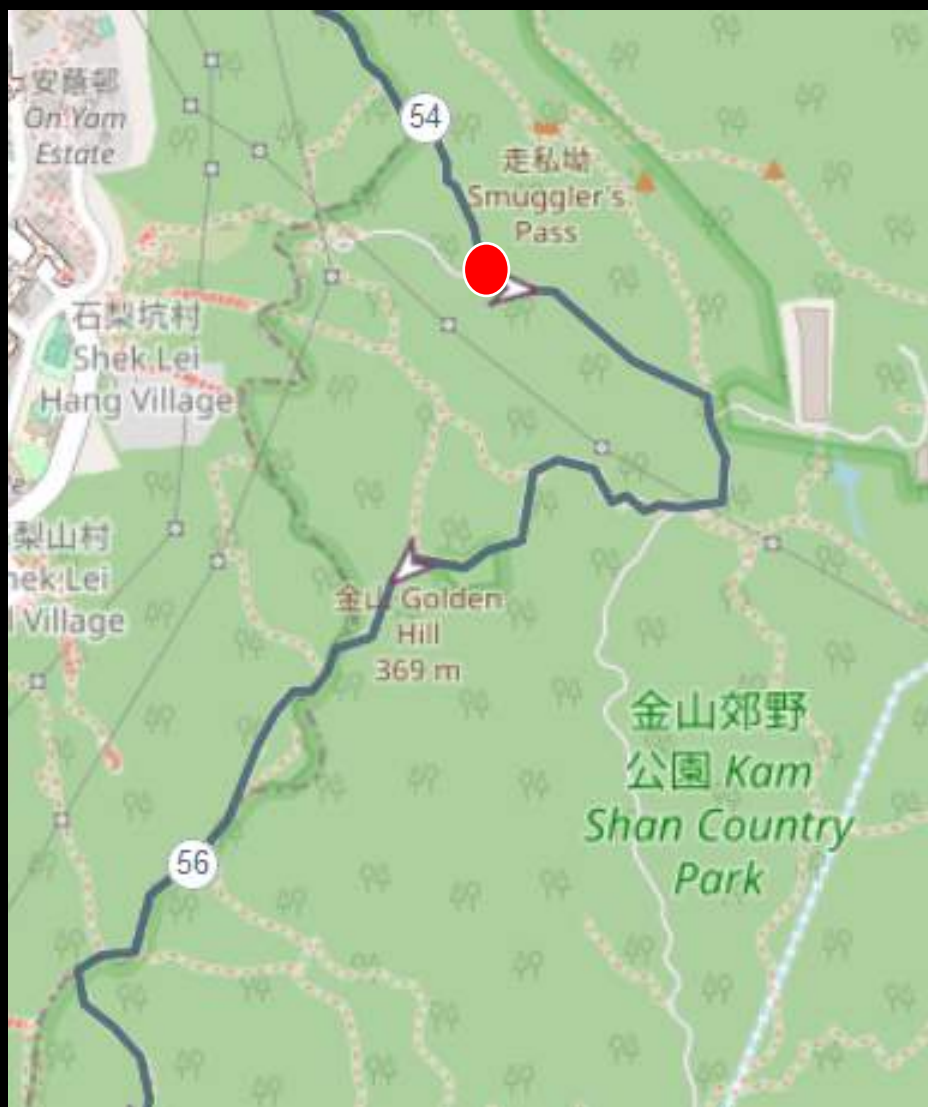 安蔭邨
On Yam
Estate
54
走私坳
Smuggler's
Pass
石梨坑村
Shek Lei
Hang Village
梨山村
hek Lei
l Village
金山 Golden
Hill
369 m
金山郊野
公園 Kam
Shan Country
Park
56